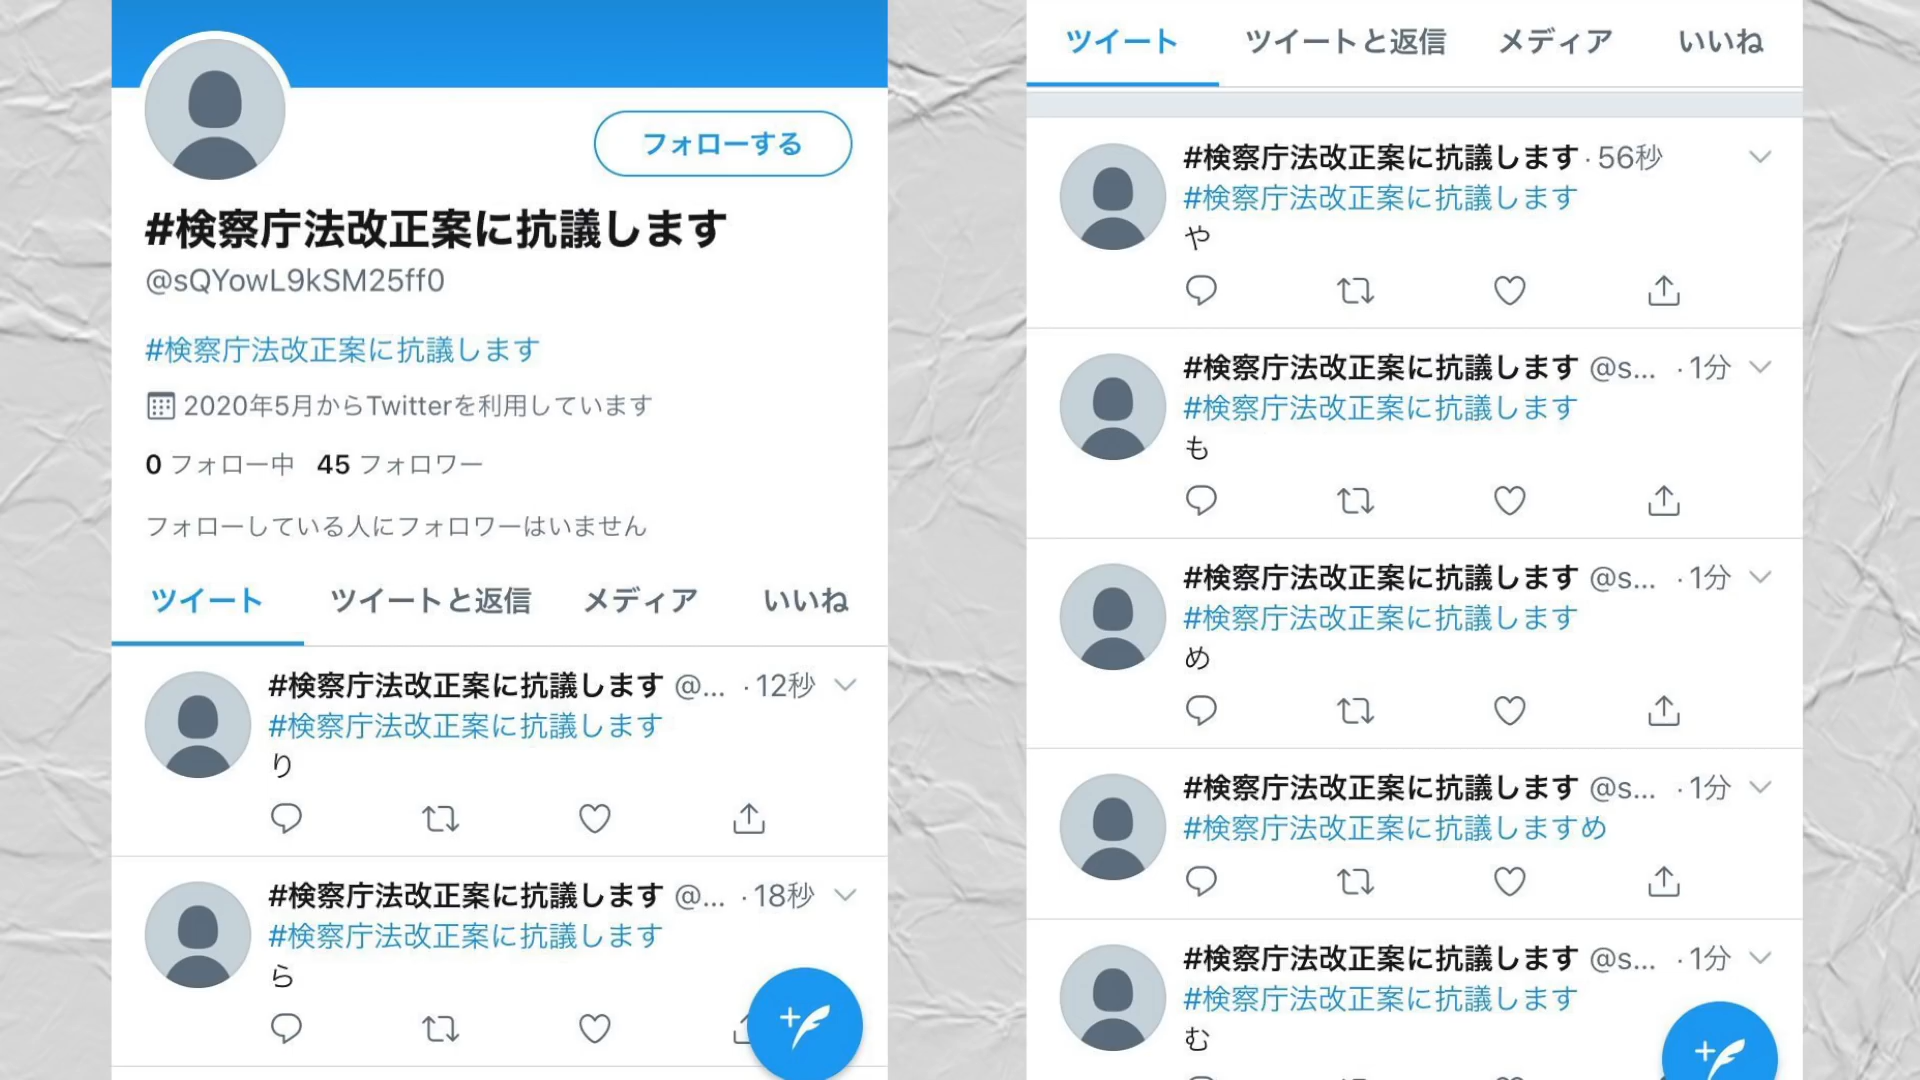 フォローする
#検察庁法改正案に抗議します
@sQYowL9kSM25ff0
#検察庁法改正案に抗議します
2020年5月からTwitterを利用しています
0 フォロー中 45 フォロワー
フォローしている人にフォロワーはいません
ツイート ツイートと返信 メディア いいね
#検察庁法改正案に抗議します @... · 12秒
#検察庁法改正案に抗議します
り
#検察庁法改正案に抗議します @... · 18秒
#検察庁法改正案に抗議します
ら
ツイート ツイートと返信 メディア いいね
#検察庁法改正案に抗議します · 56秒
#検察庁法改正案に抗議します
や
#検察庁法改正案に抗議します @s... · 1分
#検察庁法改正案に抗議します
も
#検察庁法改正案に抗議します @s... · 1分
#検察庁法改正案に抗議します
め
#検察庁法改正案に抗議します @s... · 1分
#検察庁法改正案に抗議しますめ
#検察庁法改正案に抗議します @s... · 1分
#検察庁法改正案に抗議します
む